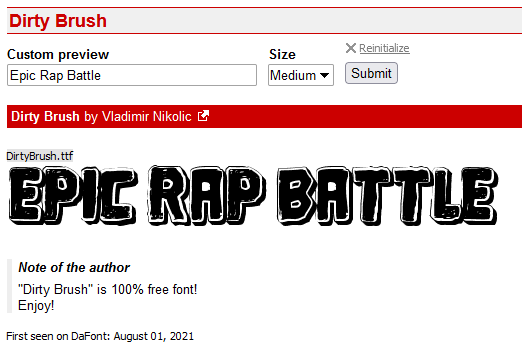 Dirty Brush
Custom preview
Size
Reinitialize
Epic Rap Battle
Medium
Submit
Dirty Brush by Vladimir Nikolic
DirtyBrush.ttf
EPIC RAP BATTLE
Note of the author
"Dirty Brush" is 100% free font!
Enjoy!
First seen on DaFont: August 01, 2021